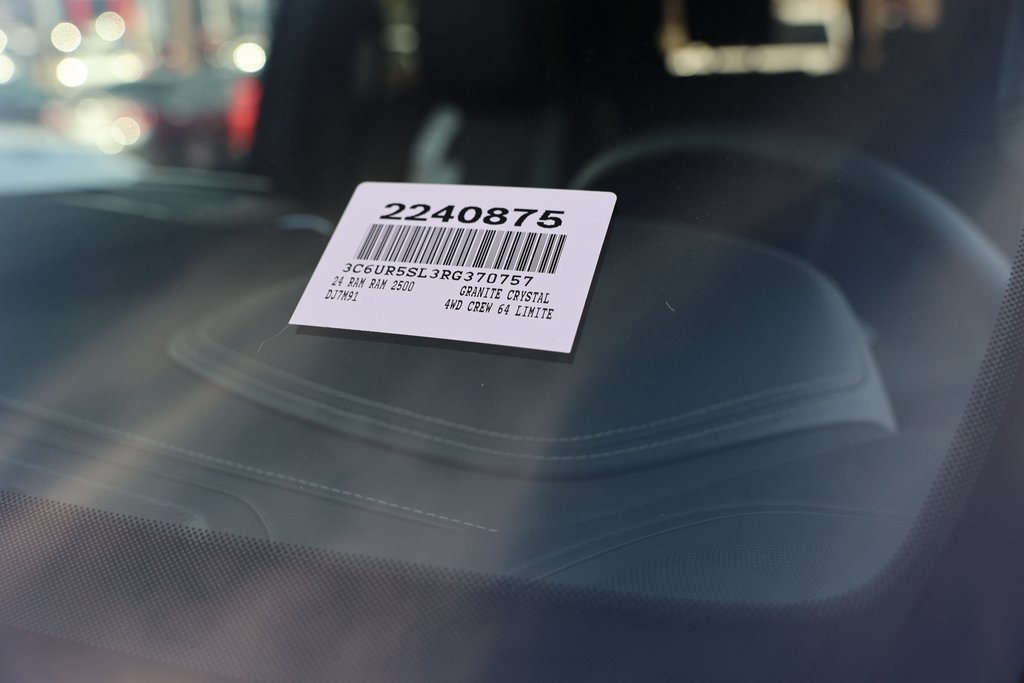 2240875
3C6UR5SL3RG370757
24 RAM RAM 2500 GRANITE CRYSTAL
DJ7M91 4WD CREW 64 LIMITE